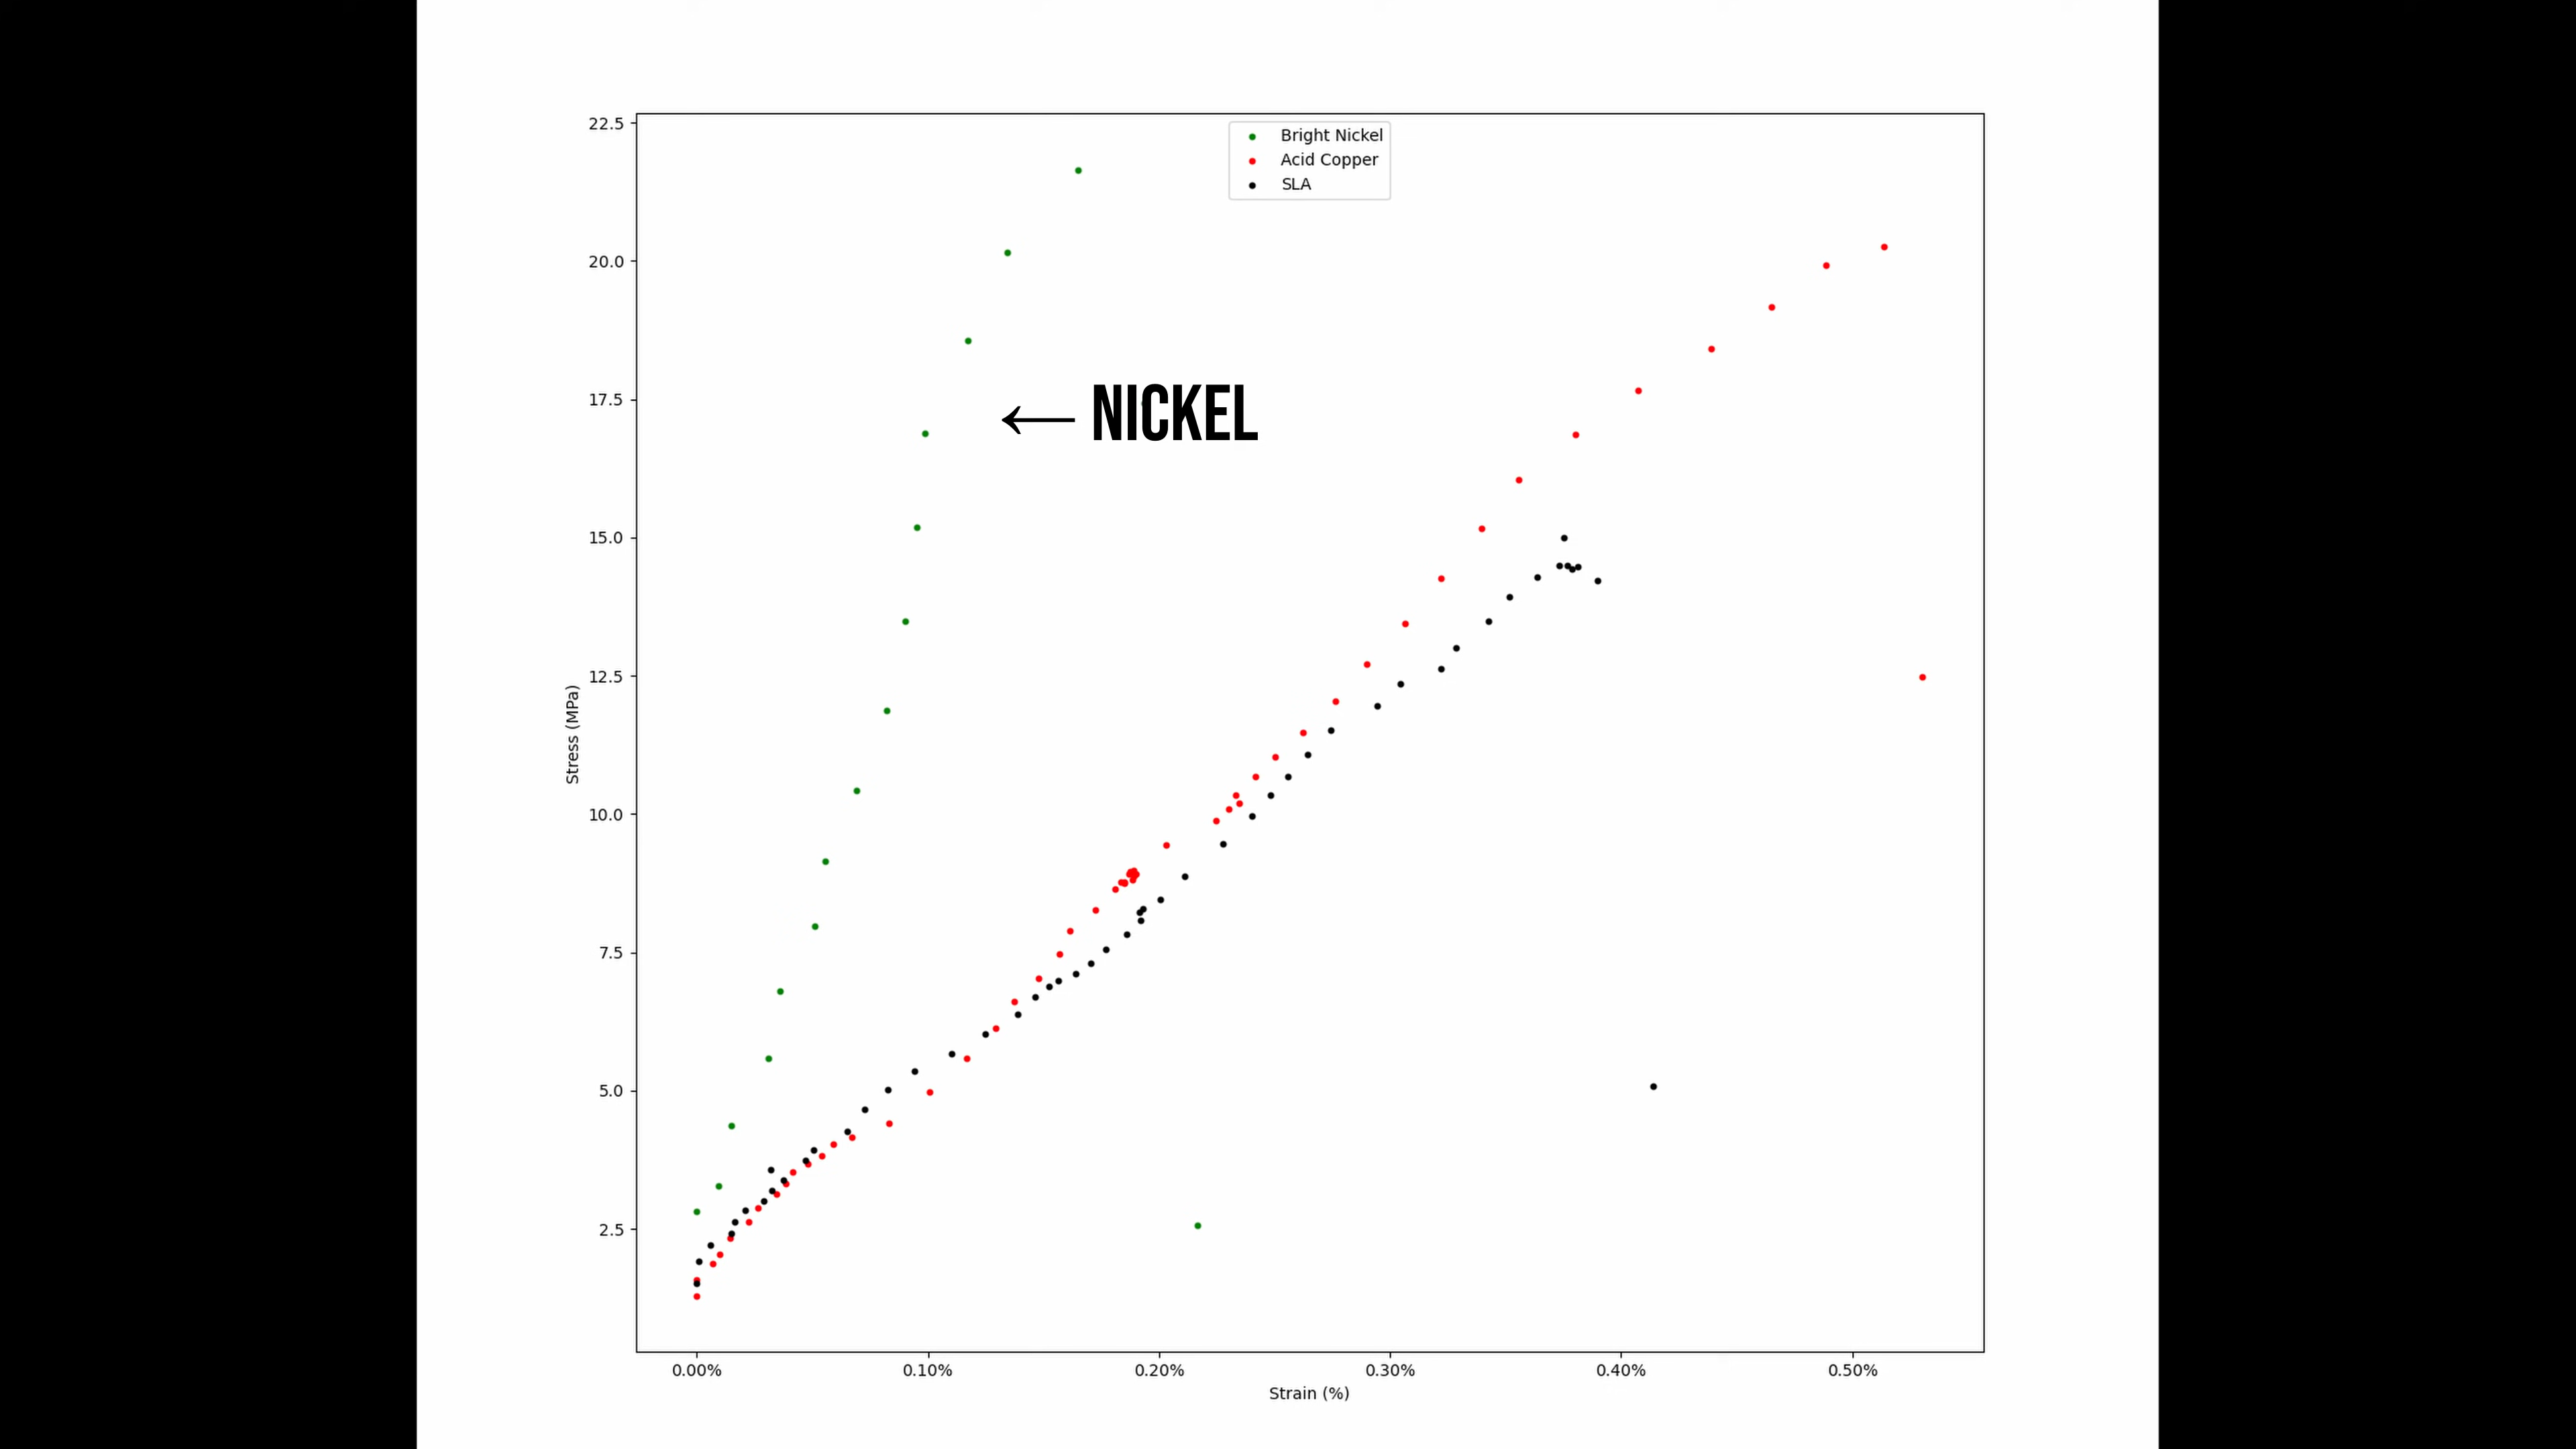 22.5
20.0
17.5
15.0
12.5
10.0
7.5
5.0
2.5
Stress (MPa)
Bright Nickel
Acid Copper
SLA
← NICKEL
0.00% 0.10% 0.20% 0.30% 0.40% 0.50%
Strain (%)